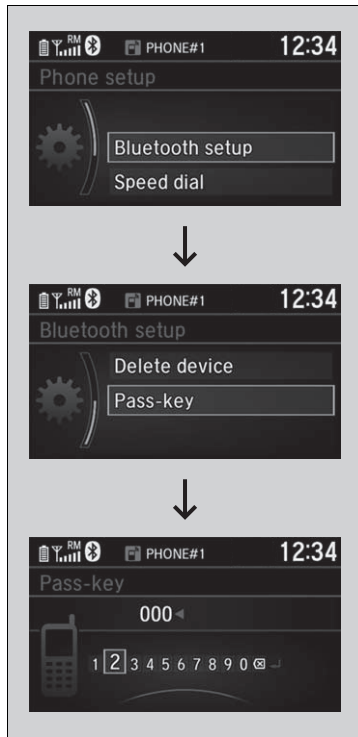 RM PHONE#1 12:34
Phone setup
Bluetooth setup
Speed dial
RM PHONE#1 12:34
Bluetooth setup
Delete device
Pass-key
RM PHONE#1 12:34
Pass-key
000
1 2 3 4 5 6 7 8 9 0